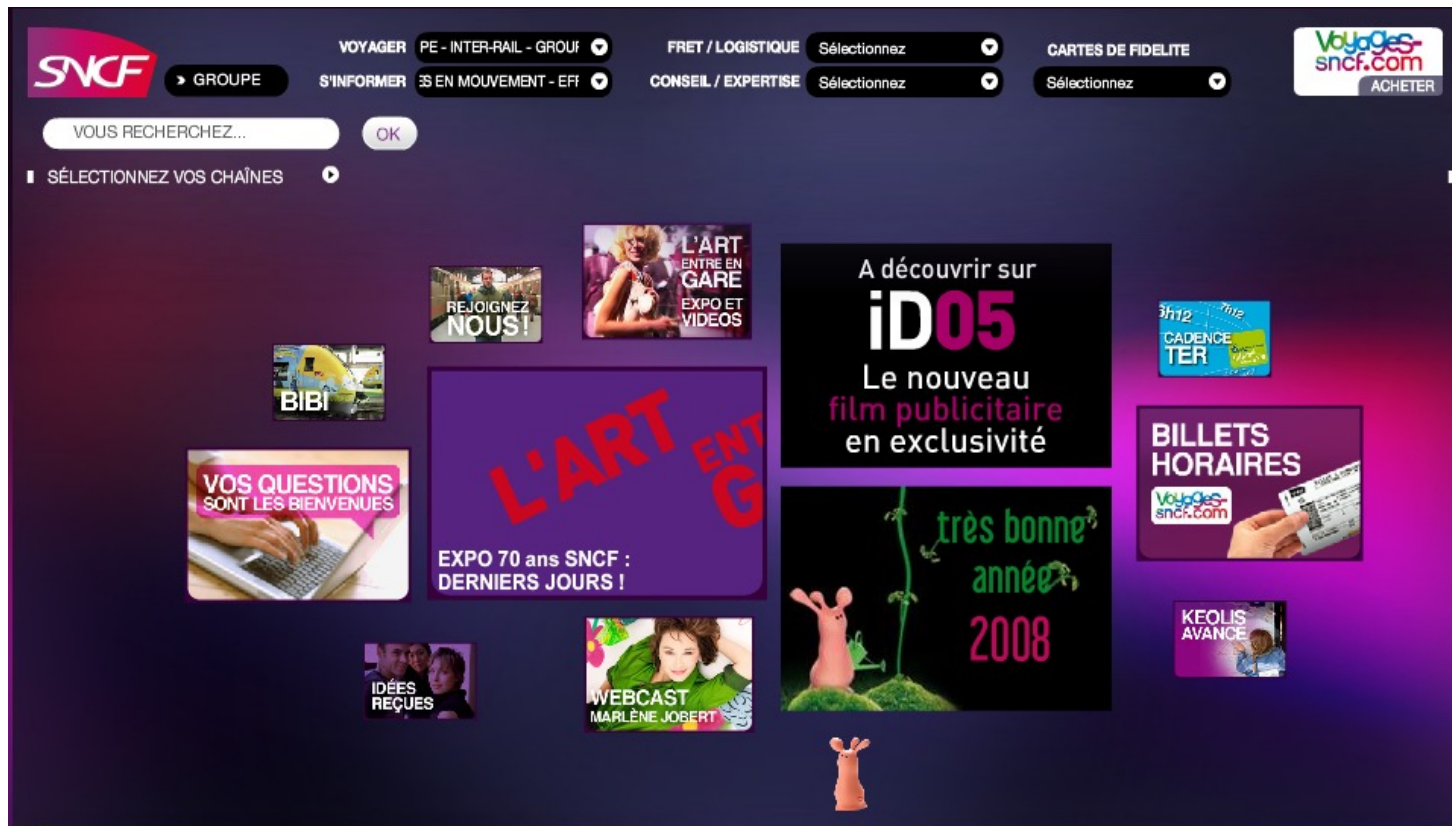 SNCF
GROUPE
VOYAGER
PE - INTER-RAIL - GROUF
S'INFORMER
ES EN MOUVEMENT - EFF
FRET / LOGISTIQUE
Sélectionnez
CONSEIL / EXPERTISE
Sélectionnez
CARTES DE FIDELITE
Sélectionnez
Voyages-
sncf.com
ACHETER
VOUS RECHERCHEZ...
OK
SÉLECTIONNEZ VOS CHAÎNES
REJOIGNEZ
NOUS!
L'ART
ENTRE EN
GARE
EXPO ET
VIDEOS
A découvrir sur
iD05
Le nouveau
film publicitaire
en exclusivité
5h12
7h12
CADENCE
TER
BIBI
VOS QUESTIONS
SONT LES BIENVENUES
L'ART
ENT
G
EXPO 70 ans SNCF :
DERNIERS JOURS !
très bonne
année
2008
BILLETS
HORAIRES
Voyages-
sncf.com
IDÉES
REÇUES
WEBCAST
MARLÈNE JOBERT
KEOLIS
AVANCE